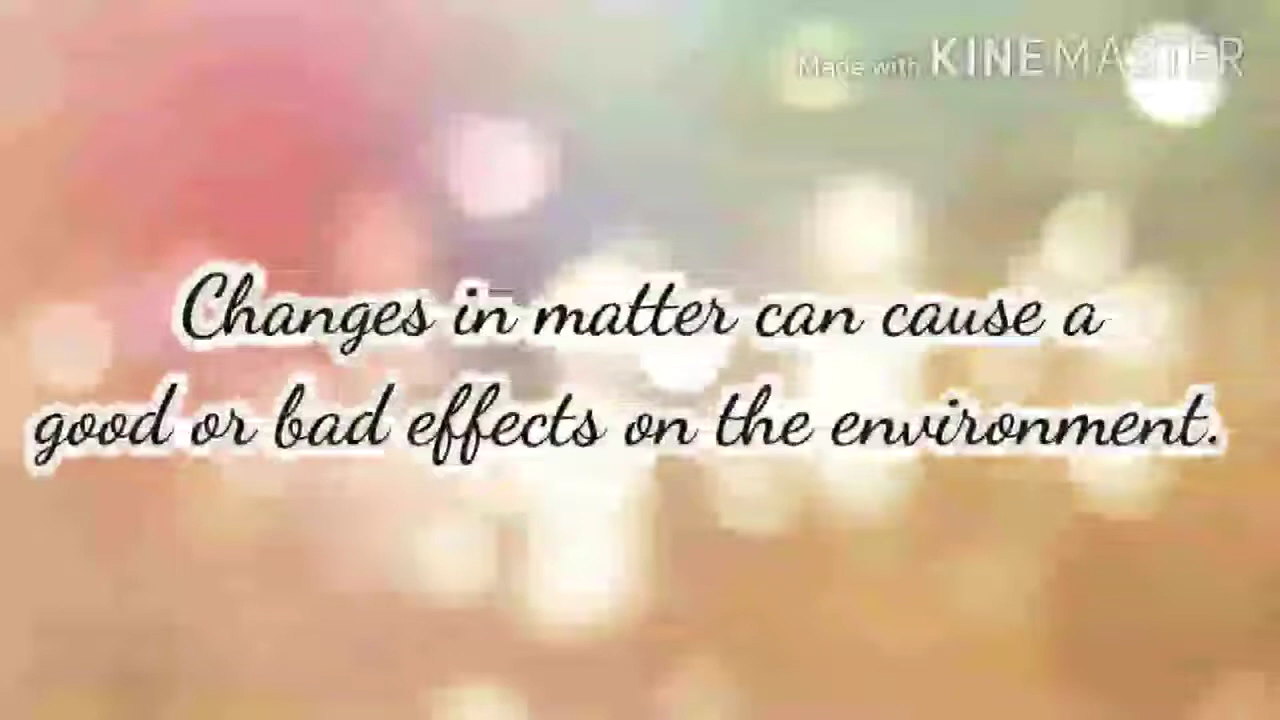 Made with KINEMASTER
Changes in matter can cause a
good or bad effects on the environment.